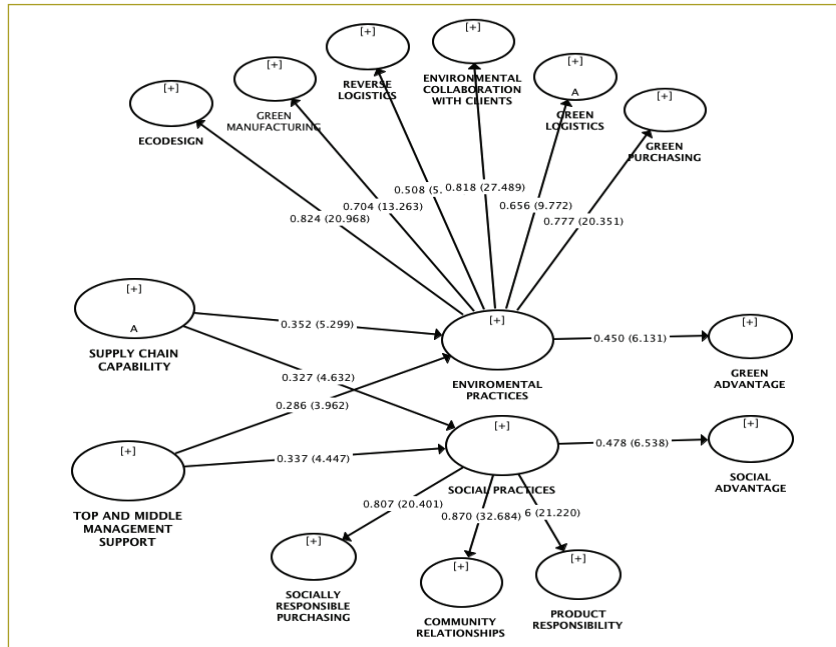 [+]
[+]
[+]
[+]
[+]
[+]
A
REVERSE
LOGISTICS
ENVIRONMENTAL
COLLABORATION
WITH CLIENTS
GREEN
MANUFACTURING
GREEN
LOGISTICS
ECODESIGN
GREEN
PURCHASING
0.508 (5.
0.818 (27.489)
0.704 (13.263)
0.656 (9.772)
0.824 (20.968)
0.777 (20.351)
[+]
A
SUPPLY CHAIN
CAPABILITY
0.352 (5.299)
[+]
ENVIROMENTAL
PRACTICES
0.450 (6.131)
[+]
GREEN
ADVANTAGE
0.327 (4.632)
0.286 (3.962)
[+]
TOP AND MIDDLE
MANAGEMENT
SUPPORT
0.337 (4.447)
[+]
SOCIAL PRACTICES
0.478 (6.538)
[+]
SOCIAL
ADVANTAGE
0.807 (20.401)
0.870 (32.684)
6 (21.220)
[+]
SOCIALLY
RESPONSIBLE
PURCHASING
[+]
COMMUNITY
RELATIONSHIPS
[+]
PRODUCT
RESPONSIBILITY